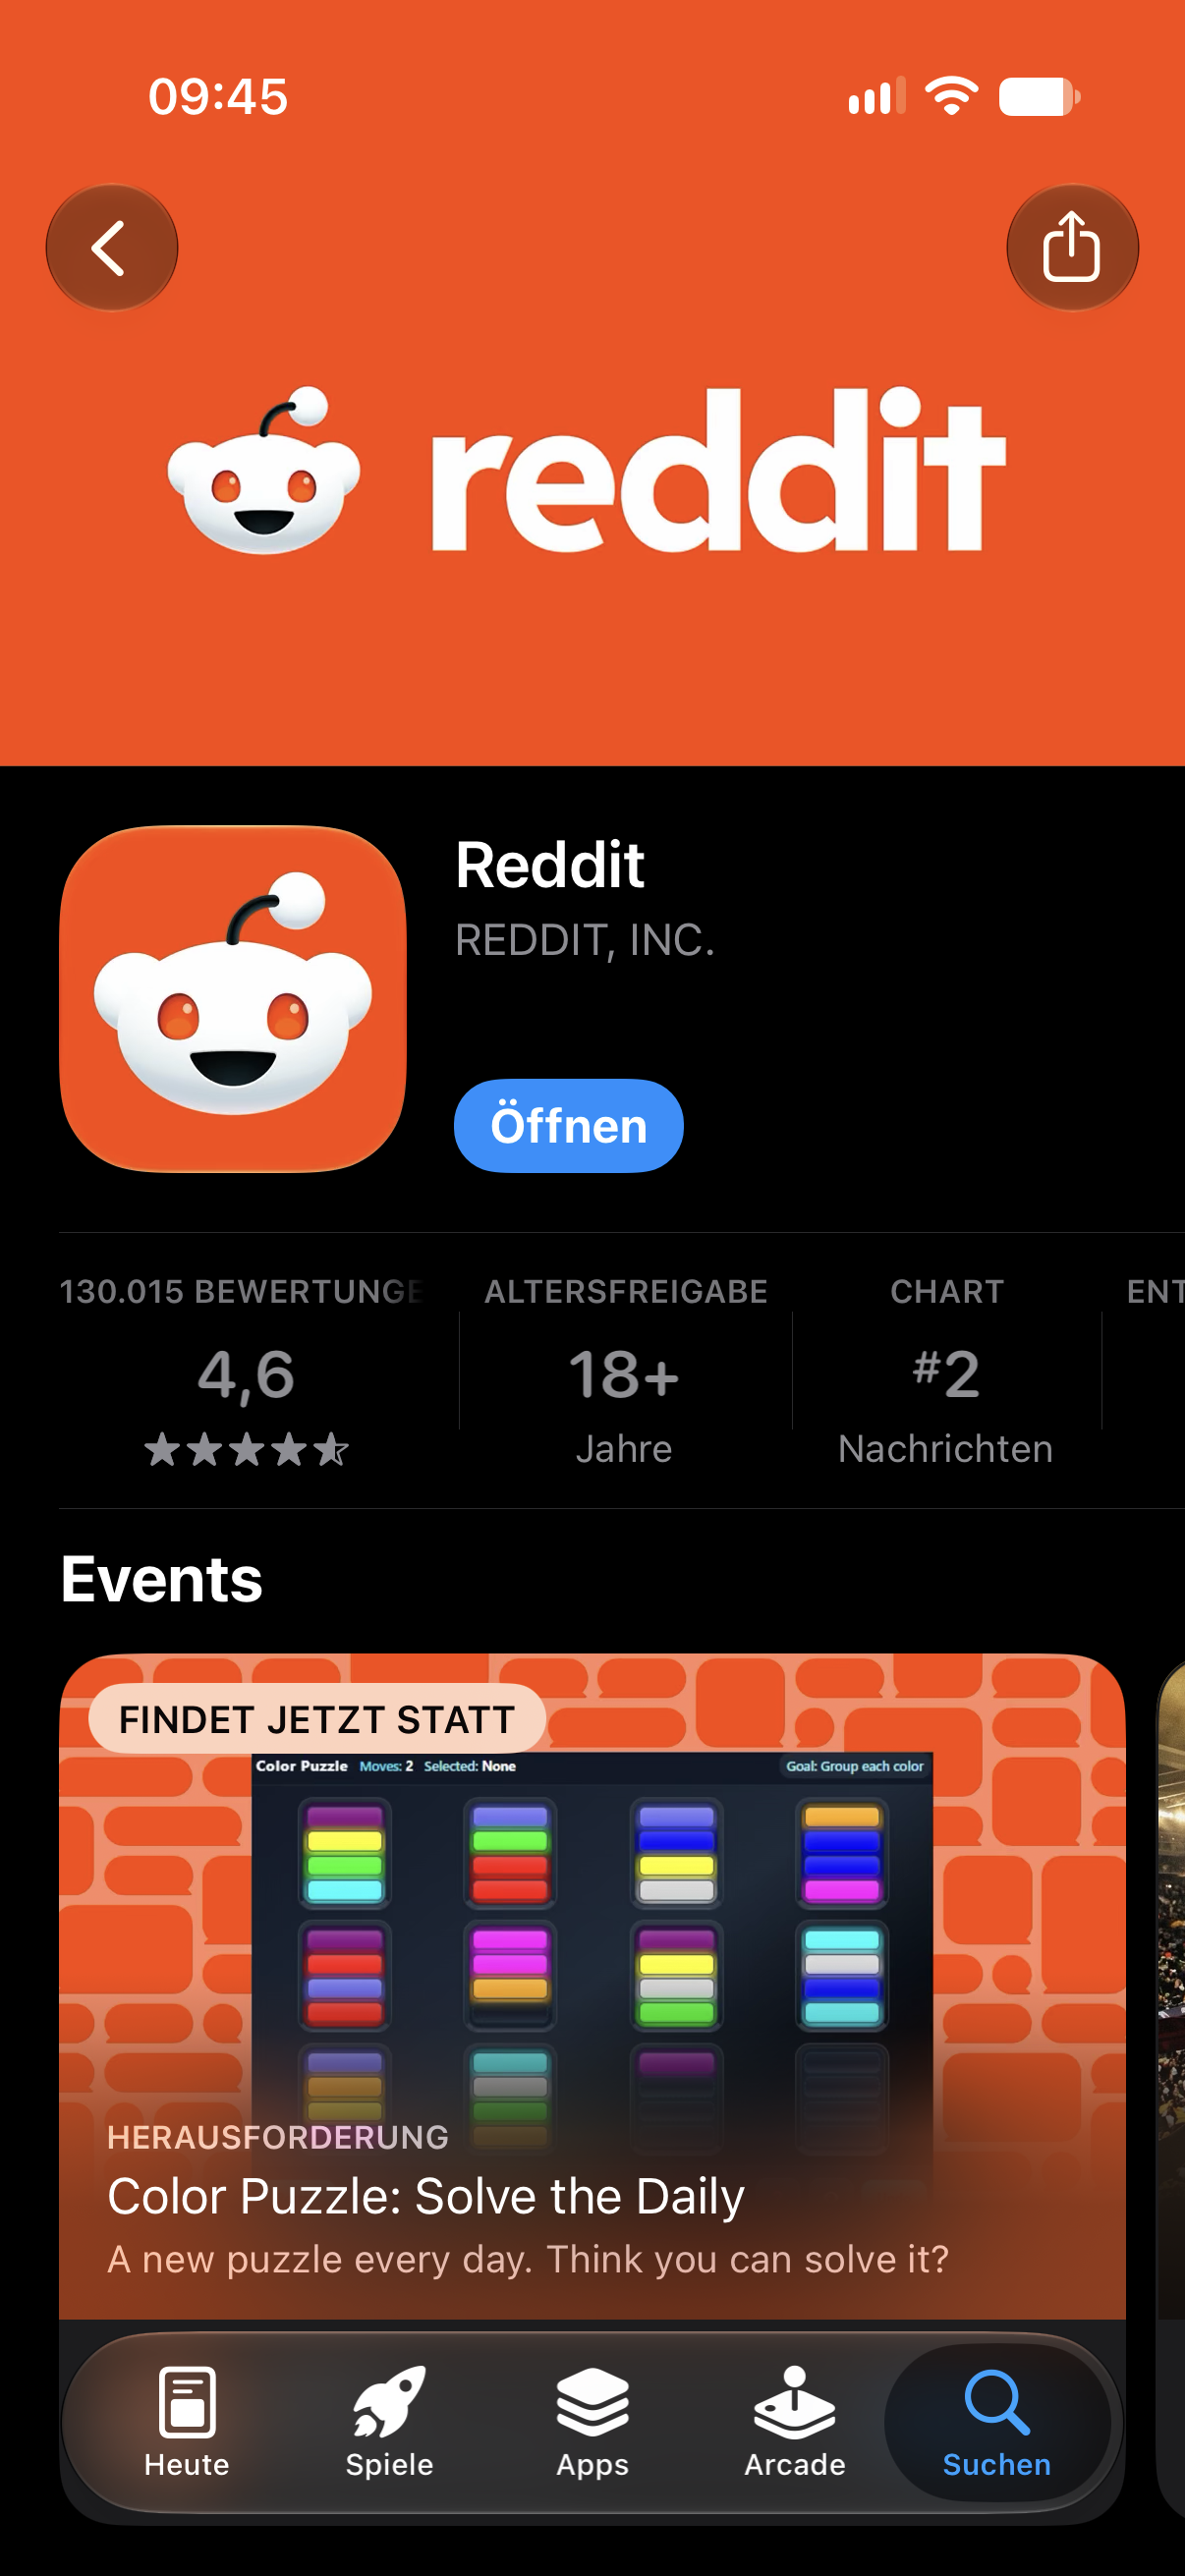 09:45
reddit
Reddit
REDDIT, INC.
Öffnen
130.015 BEWERTUNGE
ALTERSFREIGABE
CHART
ENT
4,6
18+
#2
Jahre
Nachrichten
Events
FINDET JETZT STATT
Color Puzzle Moves: 2 Selected: None
Goal: Group each color
HERAUSFORDERUNG
Color Puzzle: Solve the Daily
A new puzzle every day. Think you can solve it?
Heute
Spiele
Apps
Arcade
Suchen